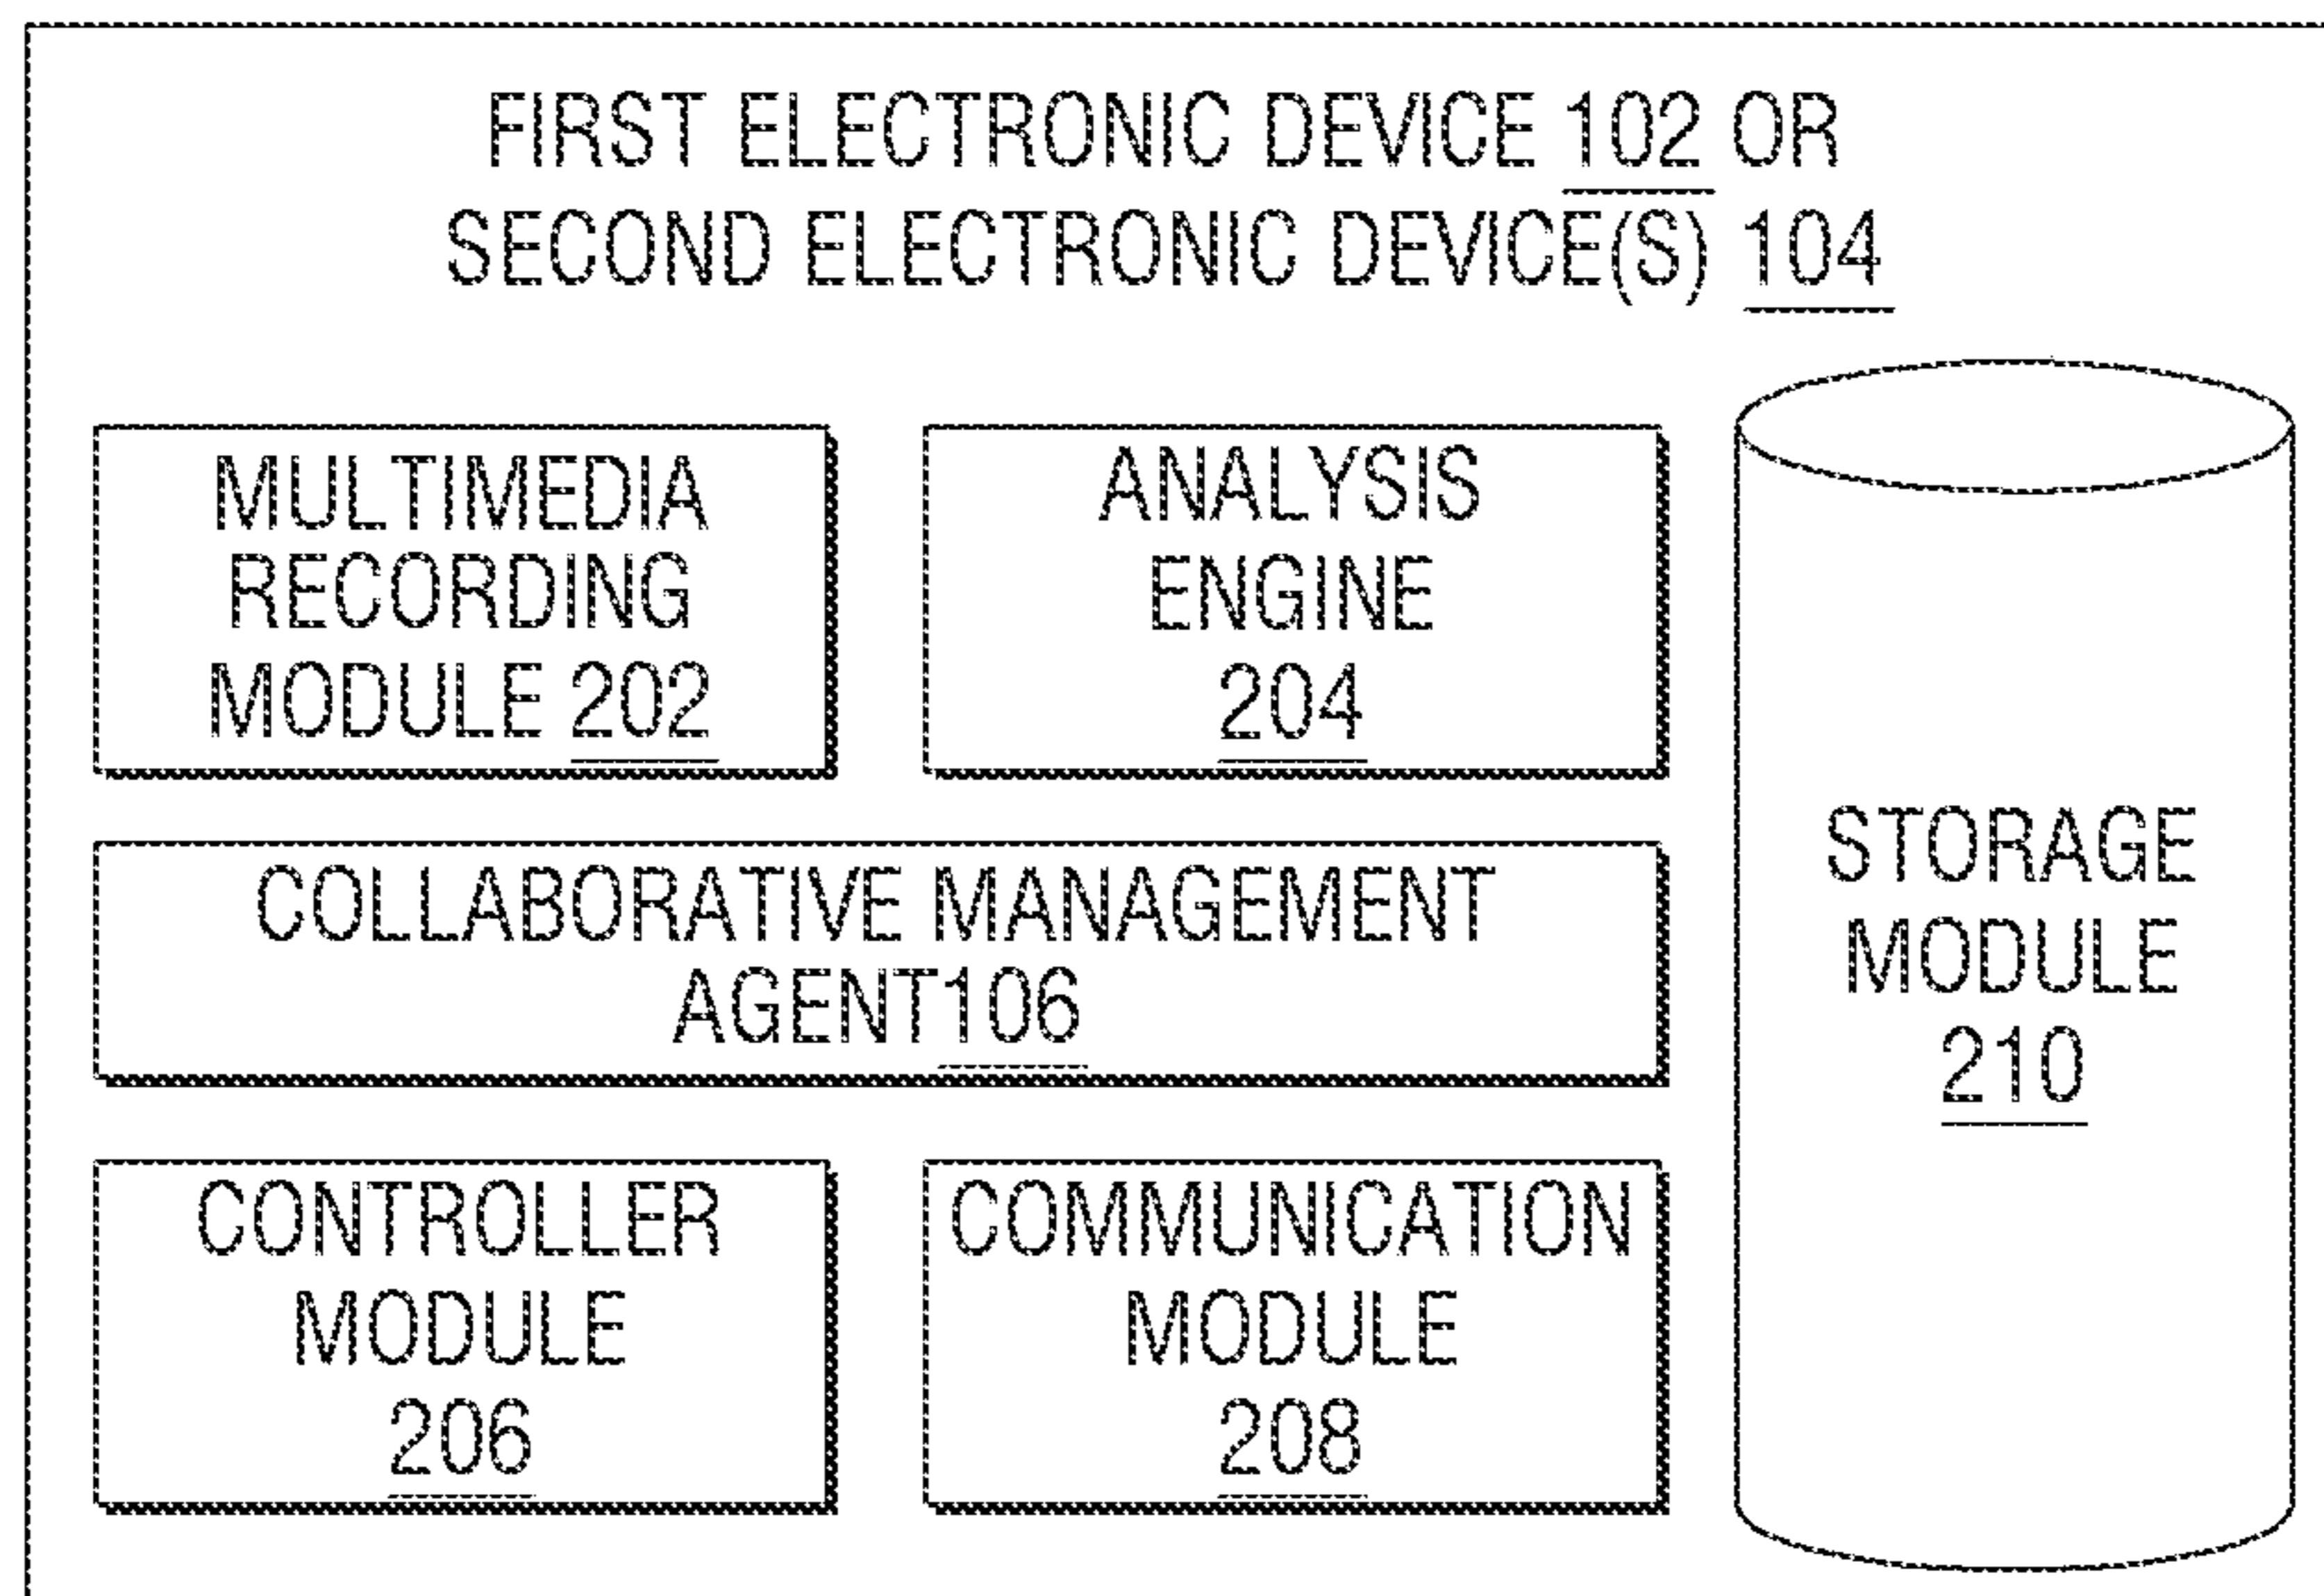 FIRST ELECTRONIC DEVICE 102 OR
SECOND ELECTRONIC DEVICE(S) 104
MULTIMEDIA
RECORDING
MODULE 202
ANALYSIS
ENGINE
204
COLLABORATIVE MANAGEMENT
AGENT106
CONTROLLER
MODULE
206
COMMUNICATION
MODULE
208
STORAGE
MODULE
210